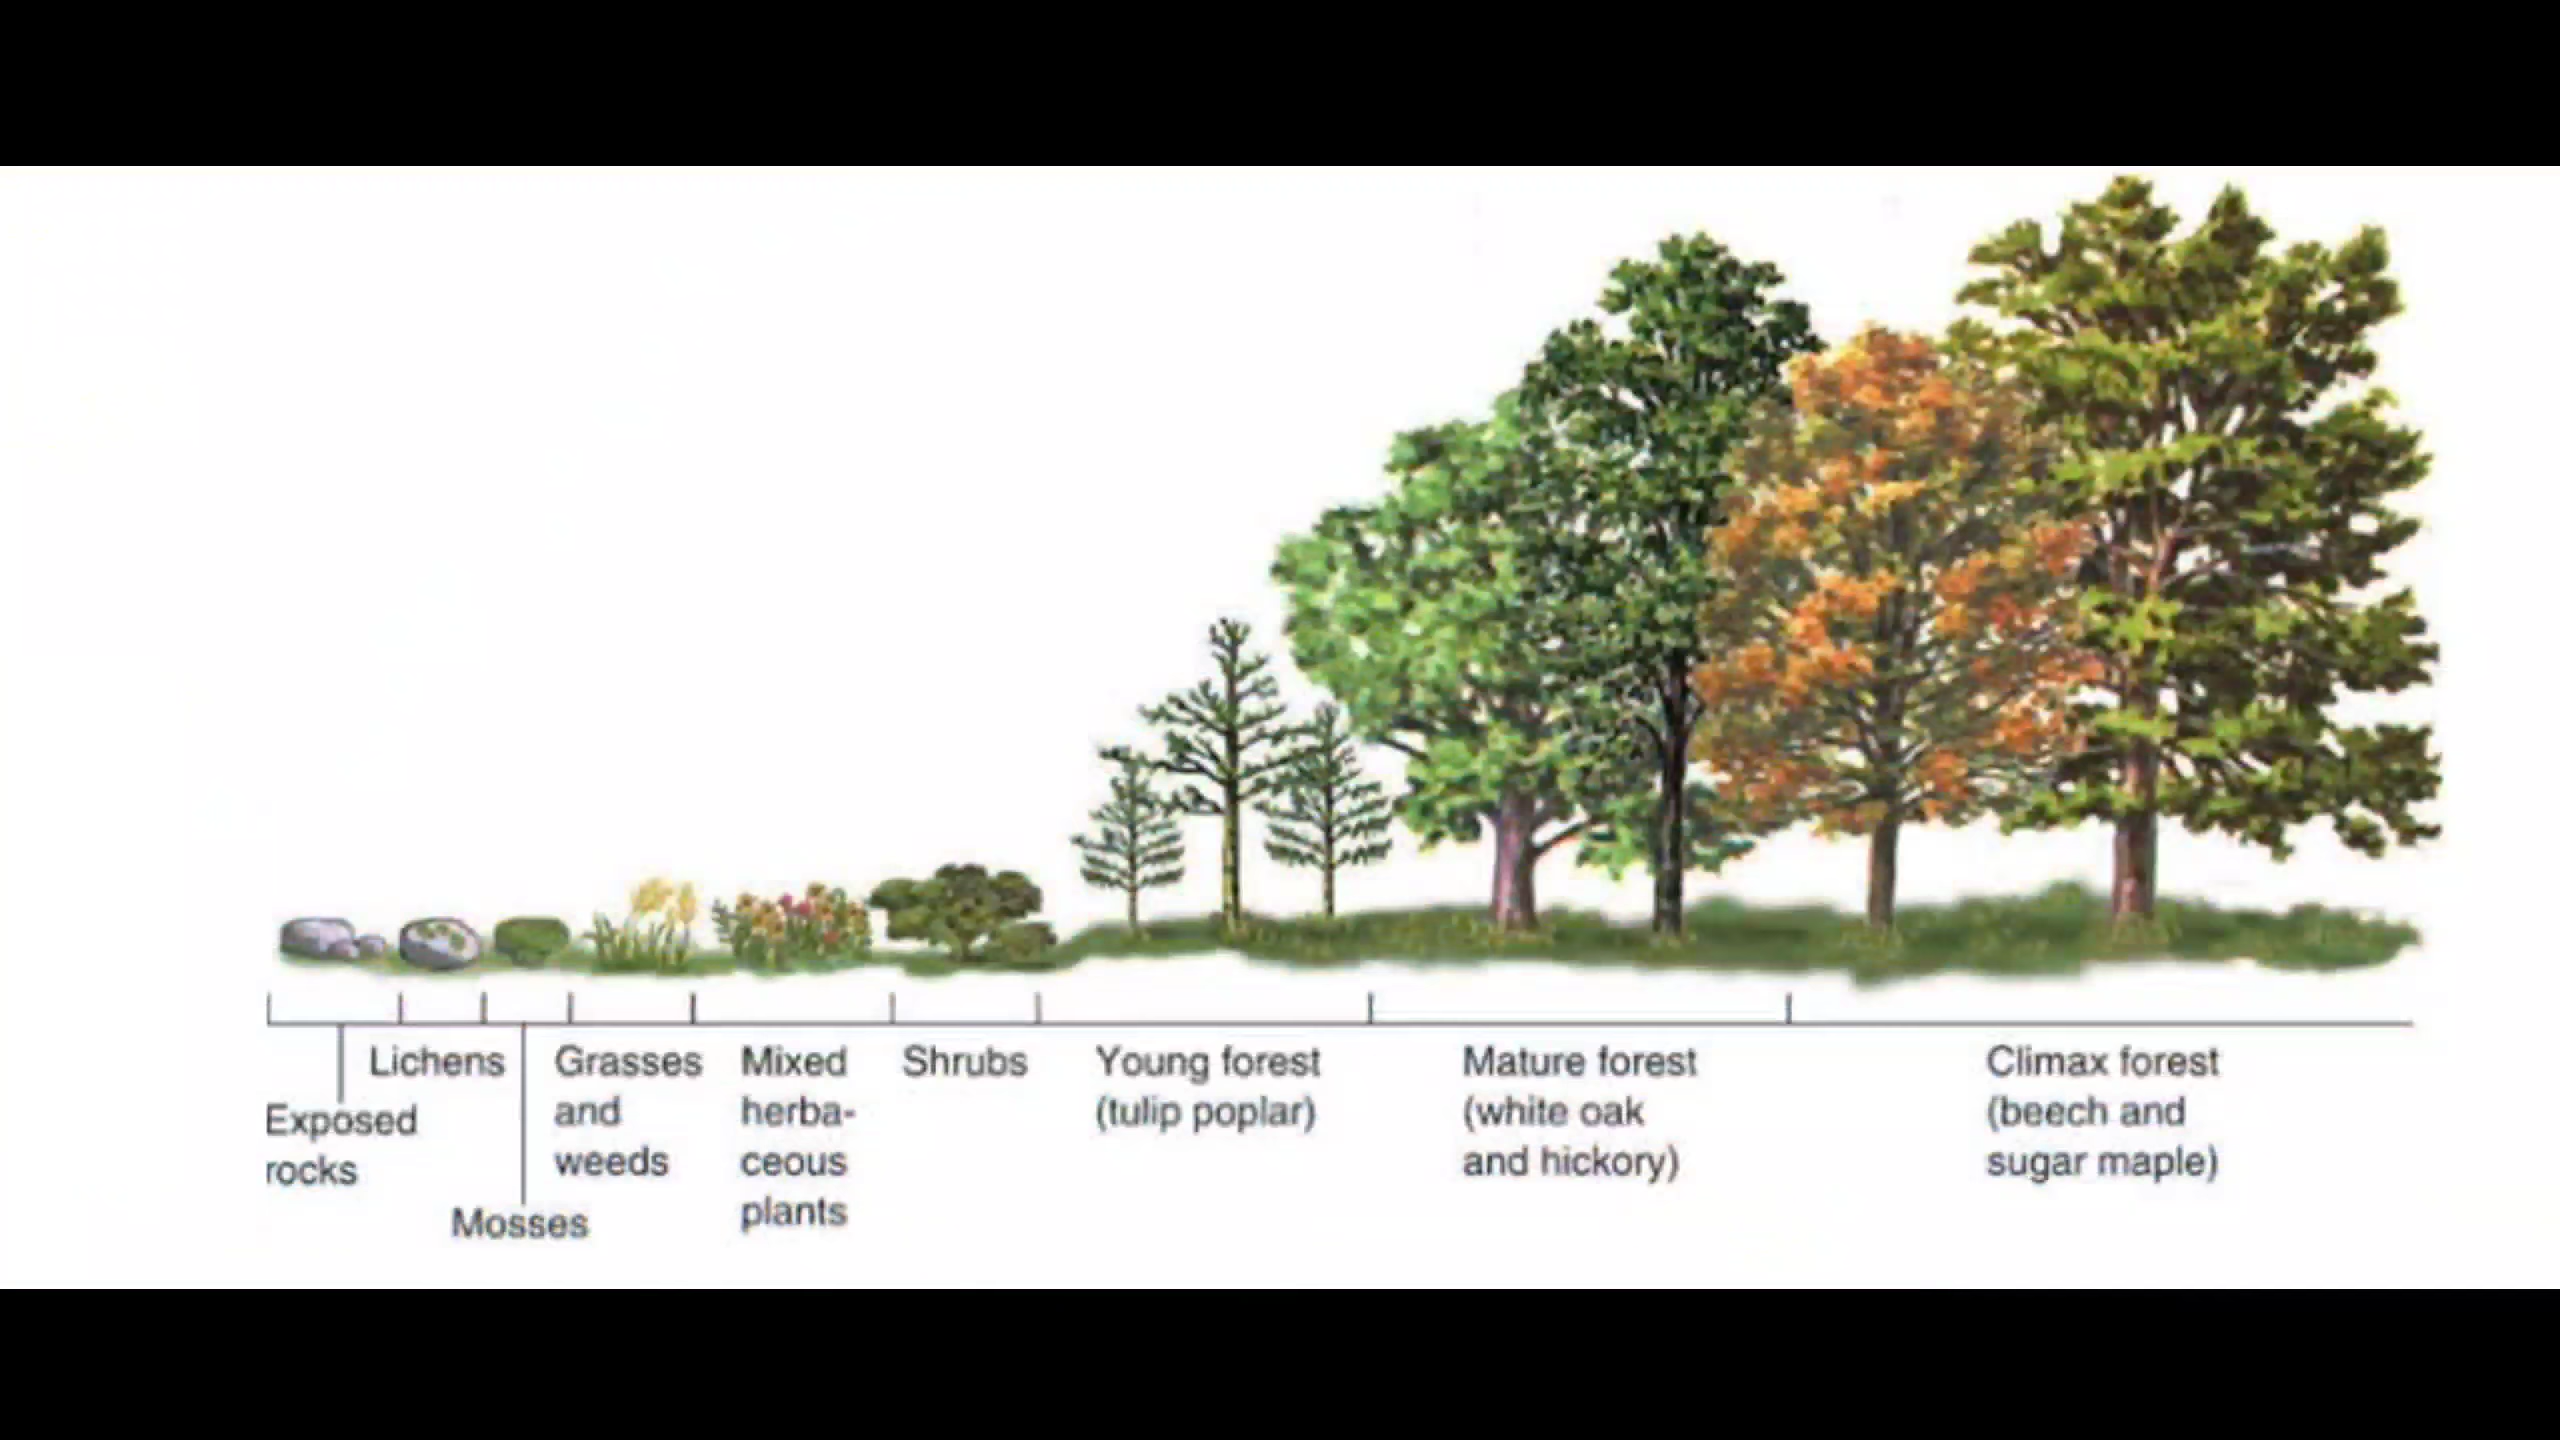 Exposed
rocks
Lichens
Mosses
Grasses
and
weeds
Mixed
herba-
ceous
plants
Shrubs
Young forest
(tulip poplar)
Mature forest
(white oak
and hickory)
Climax forest
(beech and
sugar maple)